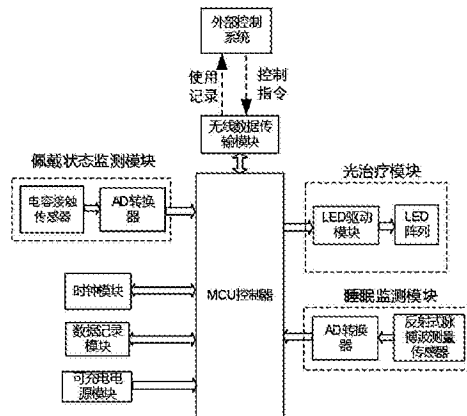 外部控制
系统
使用
记录
控制
指令
无线数据传
输模块
佩戴状态监测模块
电容接触
传感器
AD转换
器
光治疗模块
LED驱动
模块
LED
阵列
MCU控制器
时钟模块
数据记录
模块
可充电电
源模块
睡眠监测模块
AD转换
器
反射式脉
搏波测量
传感器